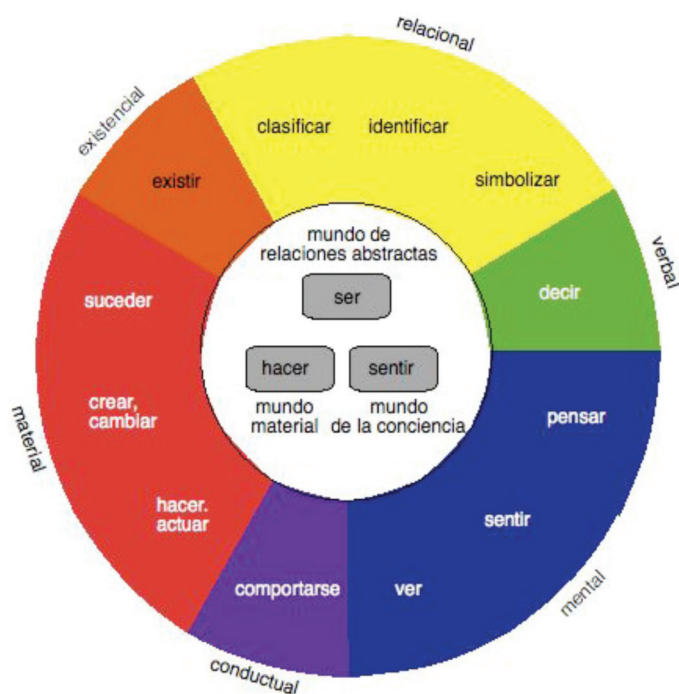 relacional
existencial
clasificar identificar
simbolizar
existir
verbal
mundo de
relaciones abstractas
ser
decir
suceder
hacer sentir
mundo
material
mundo
de la conciencia
crear,
cambiar
pensar
material
hacer.
actuar
sentir
comportarse
ver
mental
conductual